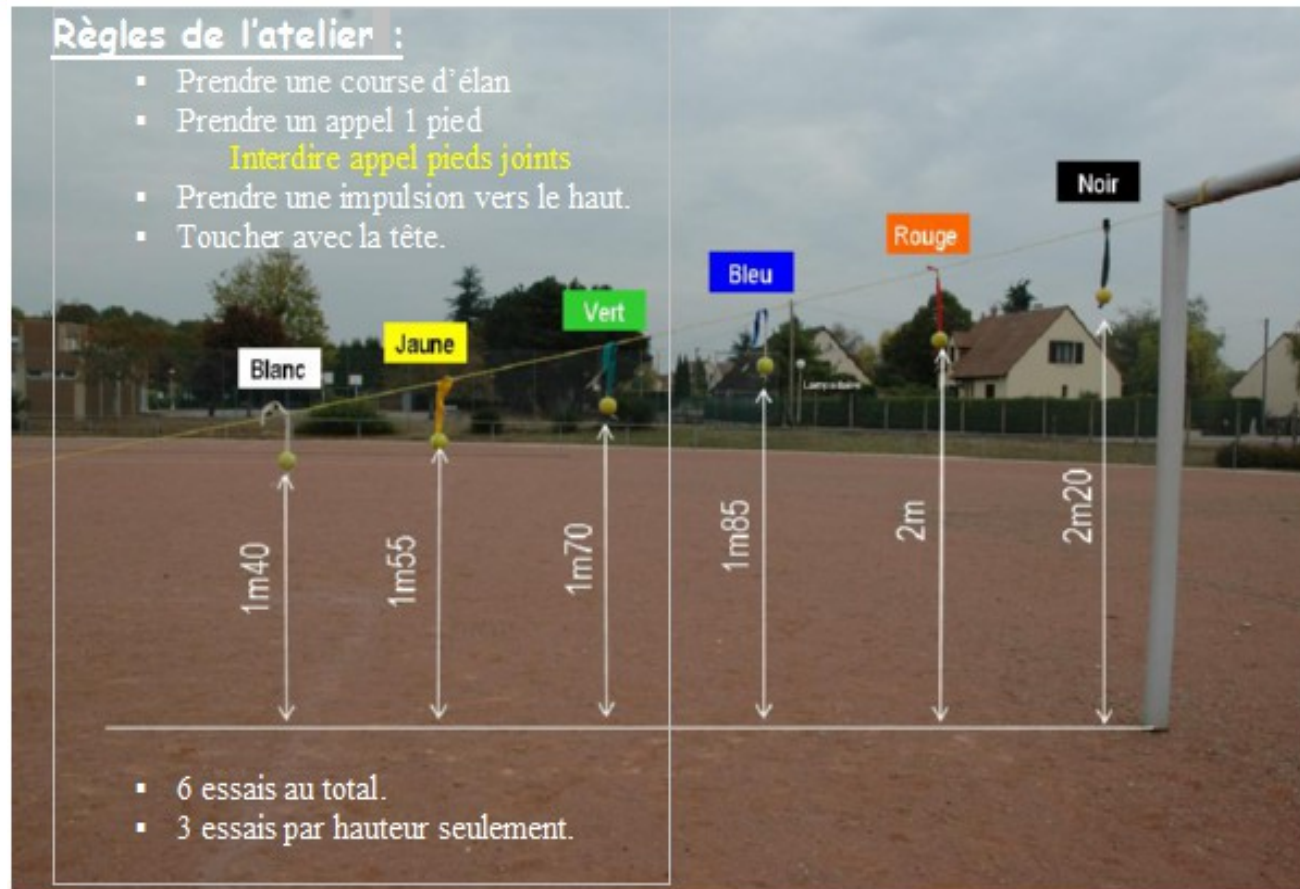 Règles de l'atelier :
▪ Prendre une course d'élan
▪ Prendre un appel 1 pied
Interdire appel pieds joints
▪ Prendre une impulsion vers le haut.
▪ Toucher avec la tête.
Noir
Rouge
Bleu
Vert
Jaune
Blanc
Lampadaire
1m40
1m55
1m70
1m85
2m
2m20
▪ 6 essais au total.
▪ 3 essais par hauteur seulement.